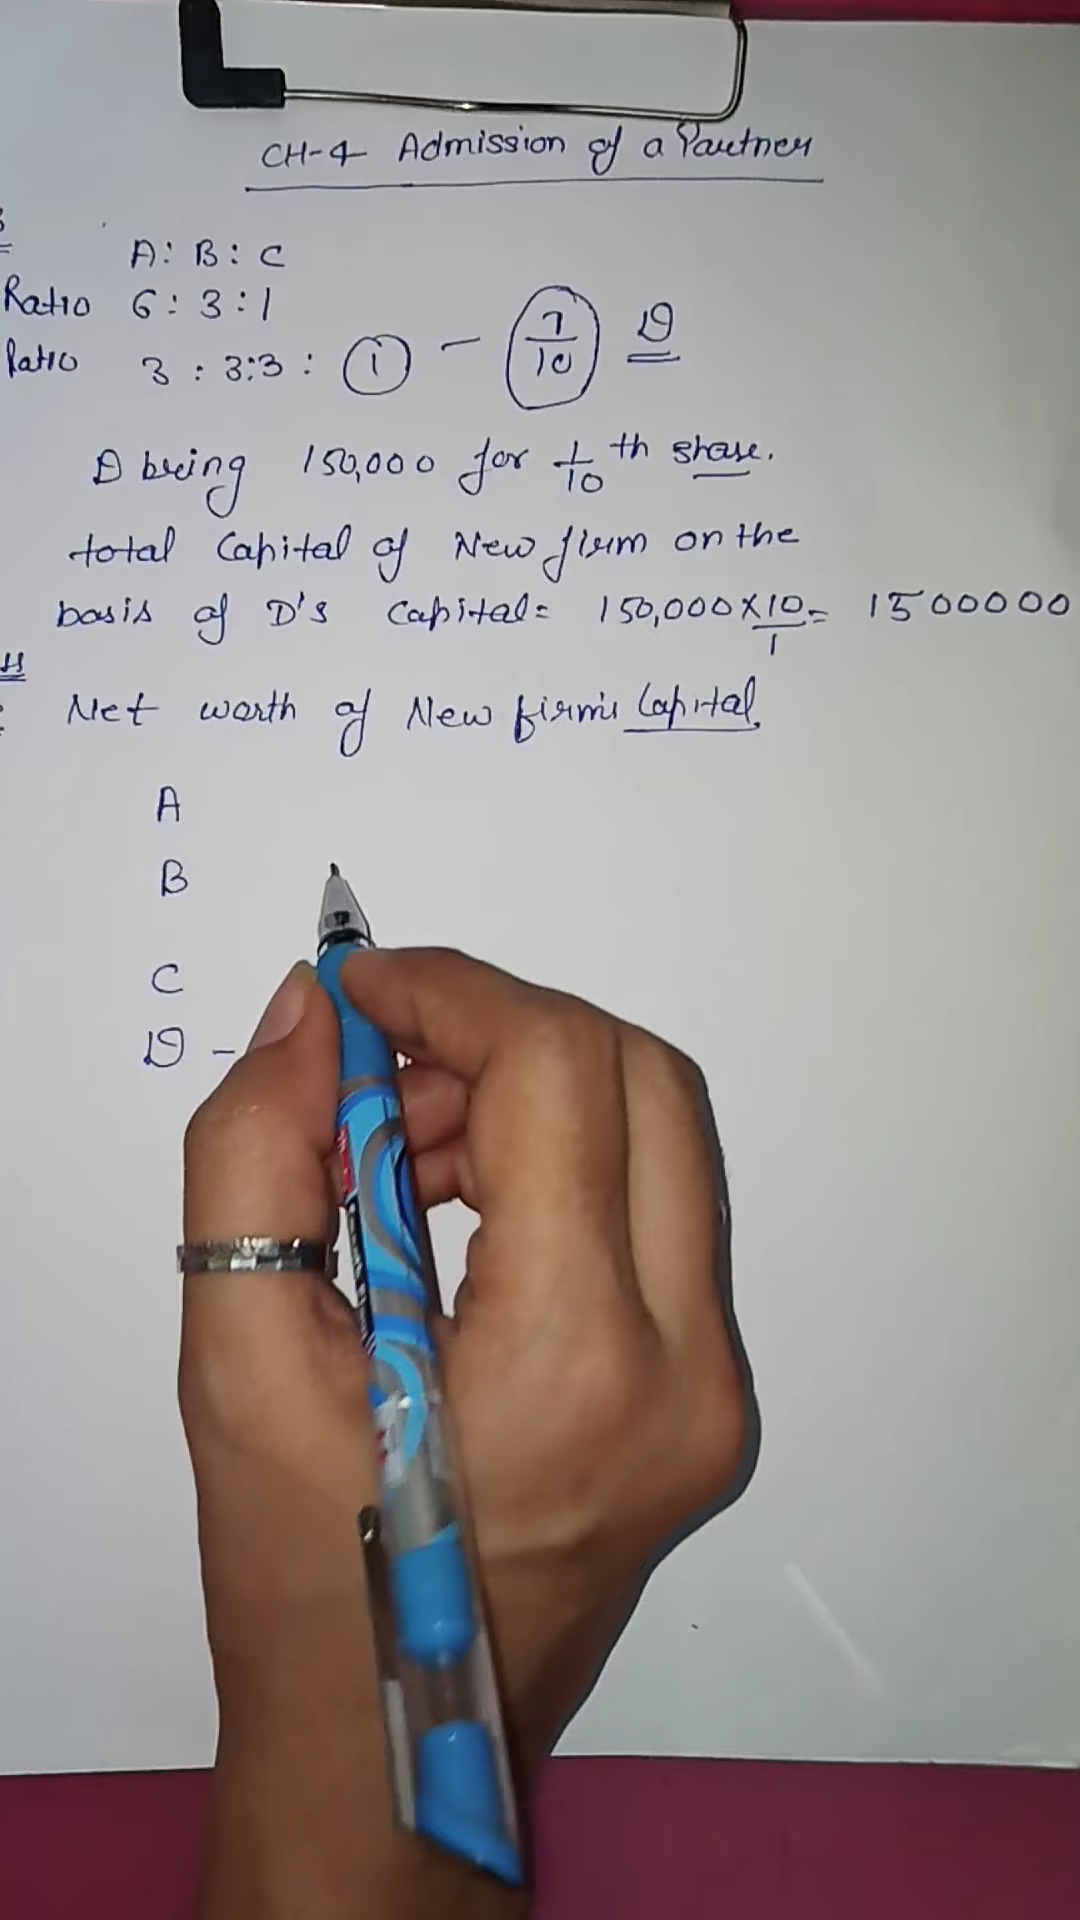 CH-4 Admission of a Partner
A: B: C
Ratio 6: 3:1
Ratio 3 : 3:3 : 1 - 7/10 D
D being 150,000 for 1/10 th share.
total Capital of New firm on the
basis of D's Capital= 150,000 X 10/1 = 1500000
Net worth of New firm's Capital.
A
B
C
D -